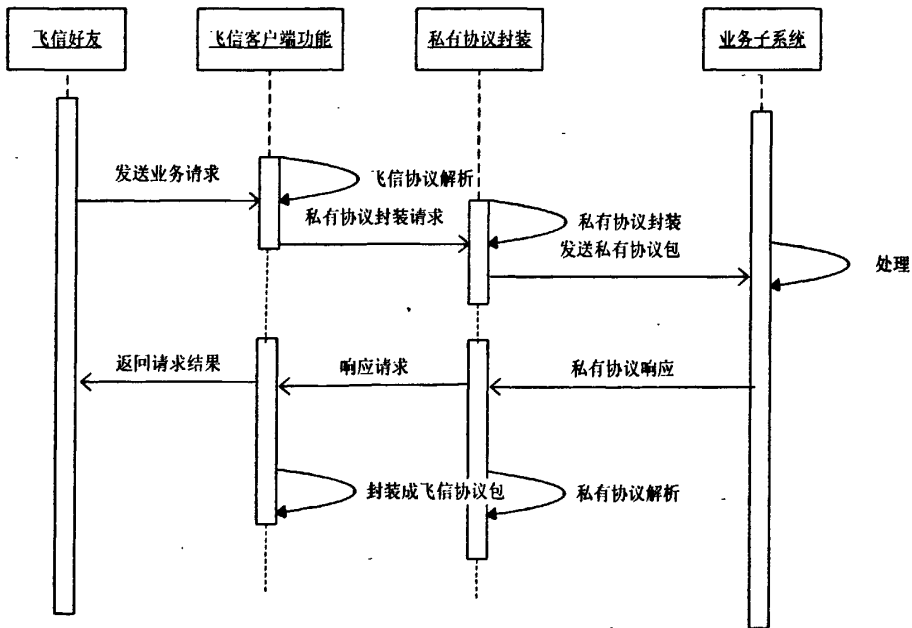 飞信好友
飞信客户端功能
私有协议封装
业务子系统
发送业务请求
飞信协议解析
私有协议封装请求
私有协议封装
发送私有协议包
处理
返回请求结果
响应请求
私有协议响应
封装成飞信协议包
私有协议解析